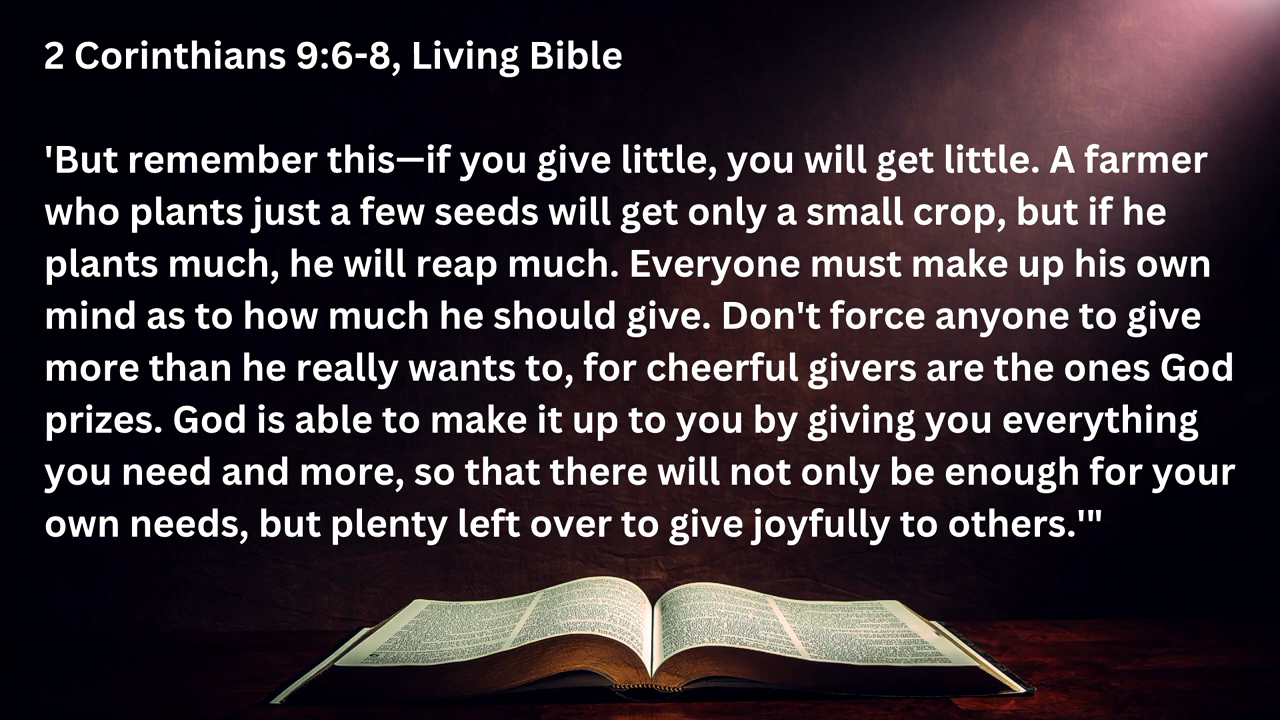 2 Corinthians 9:6-8, Living Bible
'But remember this—if you give little, you will get little. A farmer
who plants just a few seeds will get only a small crop, but if he
plants much, he will reap much. Everyone must make up his own
mind as to how much he should give. Don't force anyone to give
more than he really wants to, for cheerful givers are the ones God
prizes. God is able to make it up to you by giving you everything
you need and more, so that there will not only be enough for your
own needs, but plenty left over to give joyfully to others.'"